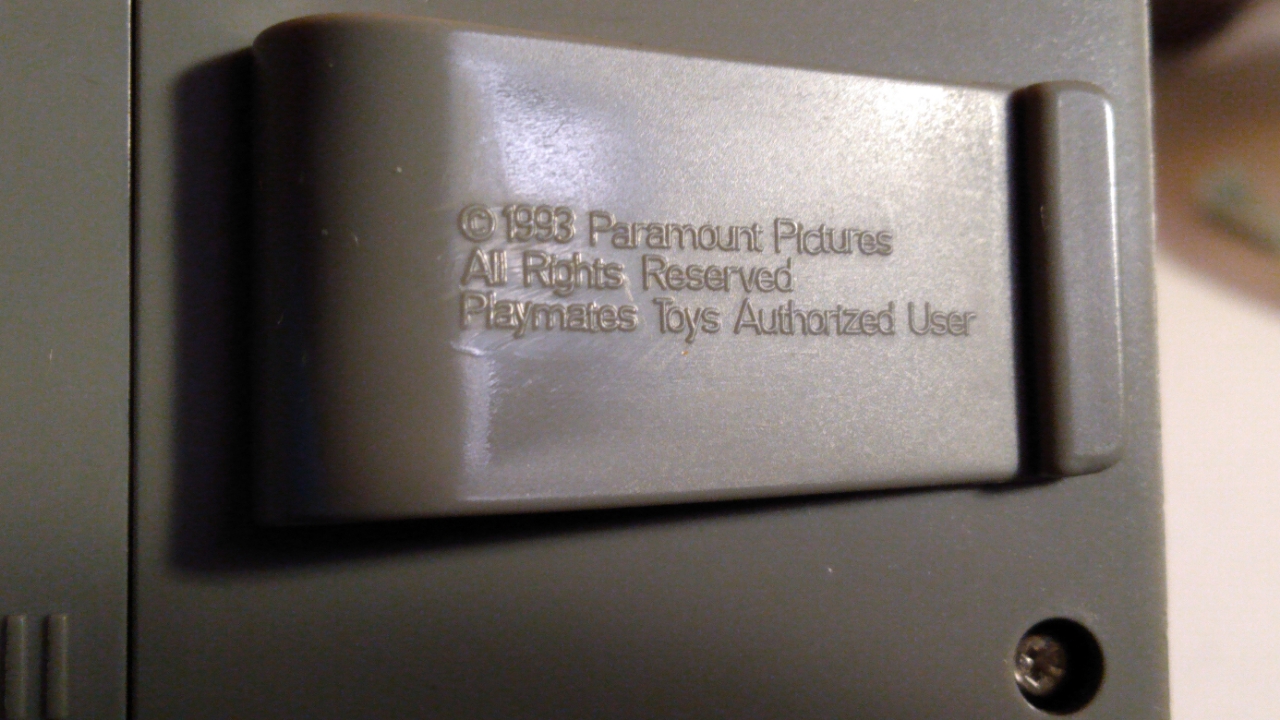 © 1993 Paramount Pictures
All Rights Reserved
Playmates Toys Authorized User